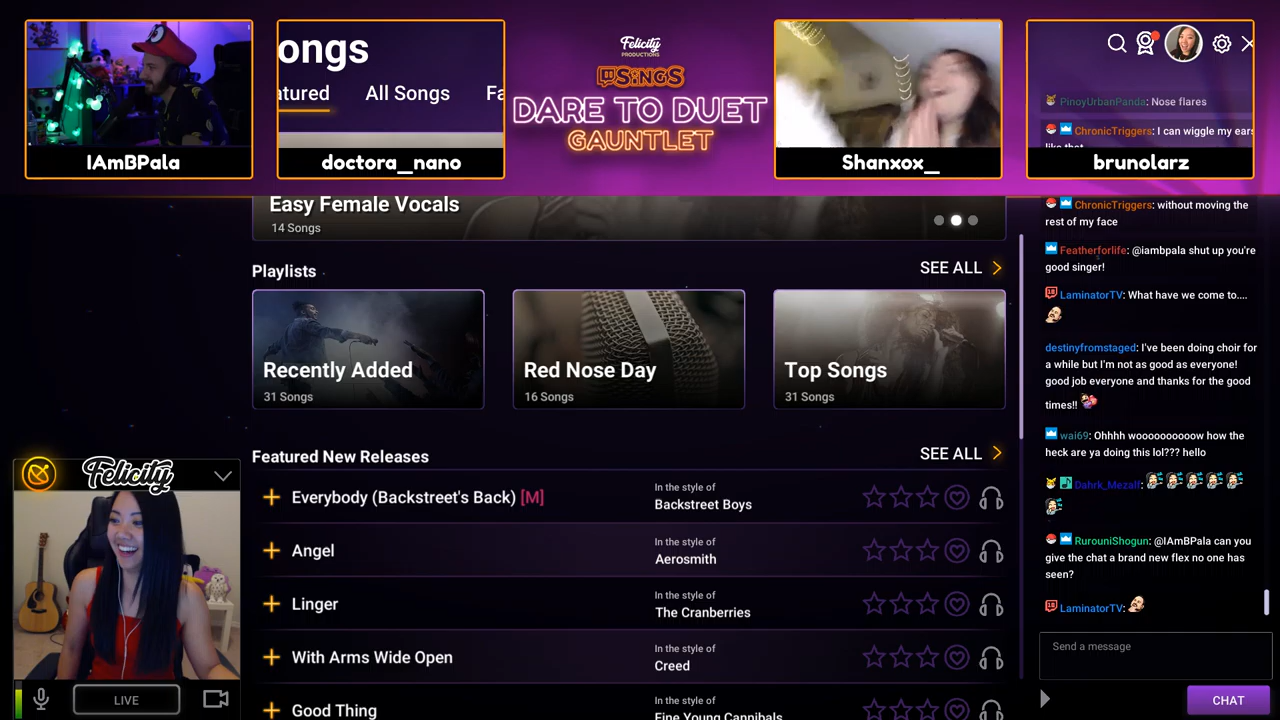 ongs
atured
All Songs
Fa
IAmBPala
doctora_nano
Felicity
PRODUCTIONS
SINGS
DARE TO DUET
GAUNTLET
Shanxox_
PinoyUrbanPanda: Nose flares
ChronicTriggers: I can wiggle my ears
like that
brunolarz
Easy Female Vocals
14 Songs
Playlists
SEE ALL
Recently Added
31 Songs
Red Nose Day
16 Songs
Top Songs
31 Songs
Featured New Releases
SEE ALL
Everybody (Backstreet's Back) [M]
In the style of
Backstreet Boys
Angel
In the style of
Aerosmith
Linger
In the style of
The Cranberries
With Arms Wide Open
In the style of
Creed
Good Thing
In the style of
Fine Young Cannibals
Felicity
LIVE
ChronicTriggers: without moving the
rest of my face
Featherforlife: @iambpala shut up you're
good singer!
LaminatorTV: What have we come to....
destinyfromstaged: I've been doing choir for
a while but I'm not as good as everyone!
good job everyone and thanks for the good
times!!
wai69: Ohhhh wooooooooow how the
heck are ya doing this lol??? hello
Dahrk_Mezalf:
RurouniShogun: @IAmBPala can you
give the chat a brand new flex no one has
seen?
LaminatorTV:
Send a message
CHAT